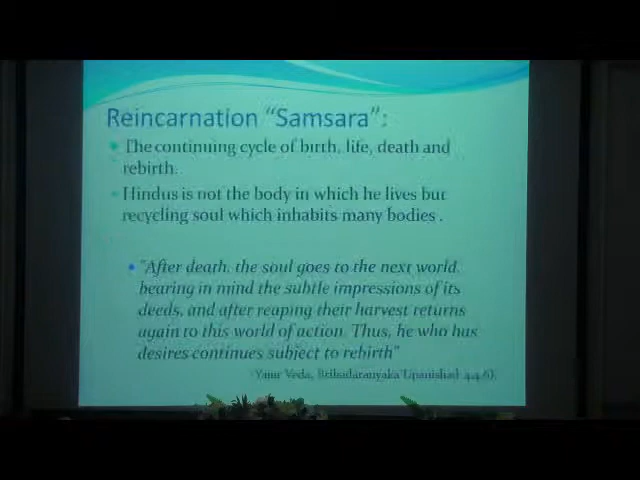 Reincarnation "Samsara":
The continuing cycle of birth, life, death and
rebirth.
Hindus is not the body in which he lives but
recycling soul which inhabits many bodies .
"After death, the soul goes to the next world,
bearing in mind the subtle impressions of its
deeds, and after reaping their harvest returns
again to this world of action. Thus, he who has
desires continues subject to rebirth"
Yajur Veda, Brihadaranyaka Upanishad 4.4.6).